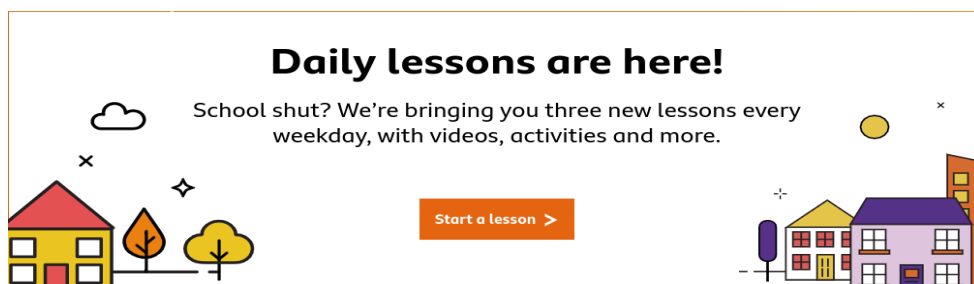 Daily lessons are here!
School shut? We’re bringing you three new lessons every
weekday, with videos, activities and more.
Start a lesson >